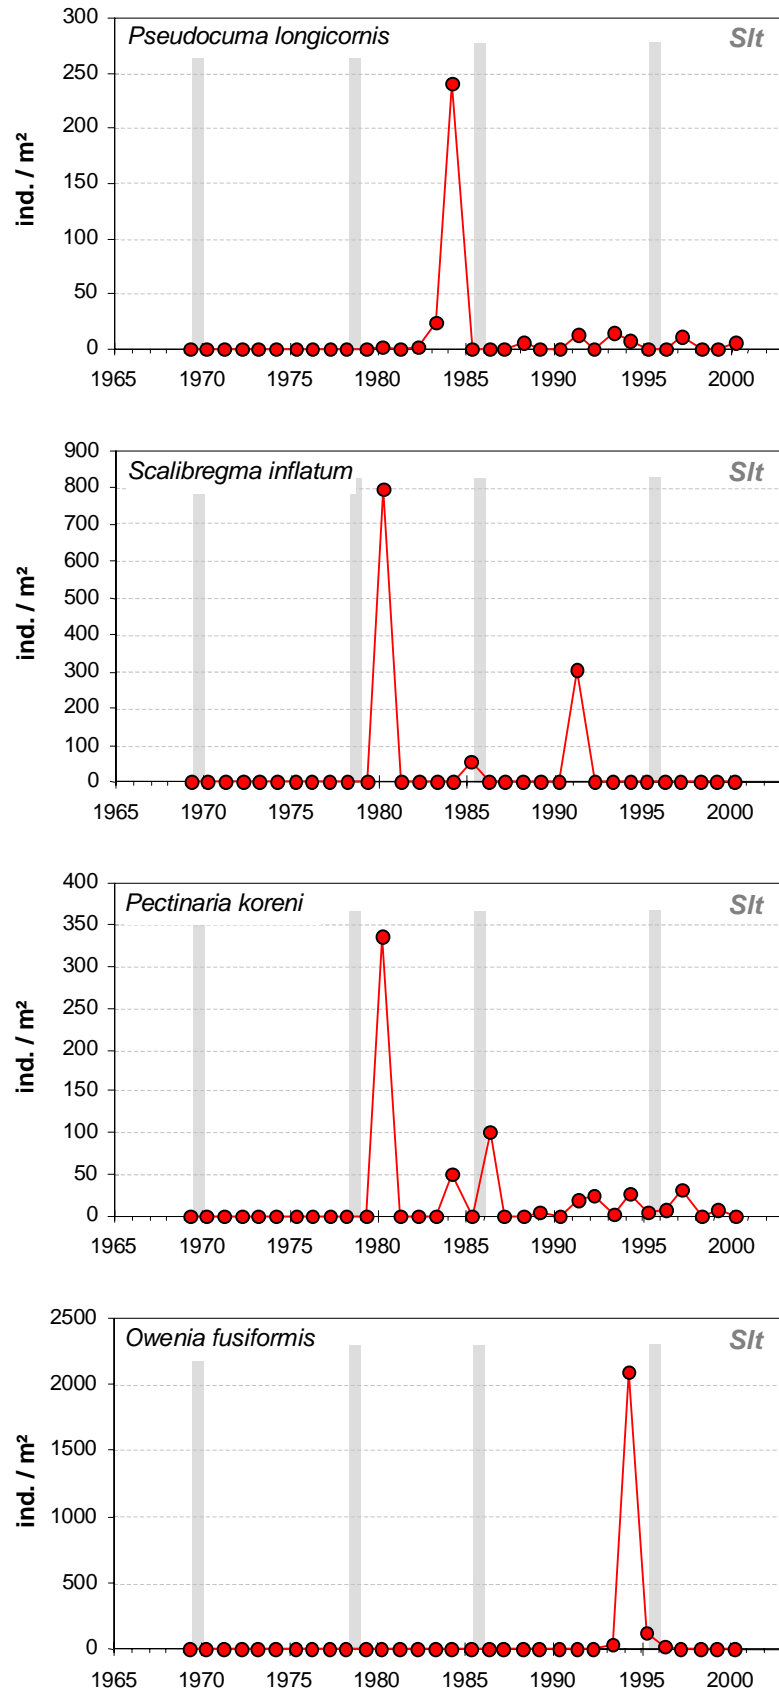 300
Pseudocuma longicornis
Slt
250
200
150
100
50
0
ind. / m²
1965 1970 1975 1980 1985 1990 1995 2000
900
Scalibregma inflatum
Slt
800
700
600
500
400
300
200
100
0
ind. / m²
1965 1970 1975 1980 1985 1990 1995 2000
400
Pectinaria koreni
Slt
350
300
250
200
150
100
50
0
ind. / m²
1965 1970 1975 1980 1985 1990 1995 2000
2500
Owenia fusiformis
Slt
2000
1500
1000
500
0
ind. / m²
1965 1970 1975 1980 1985 1990 1995 2000